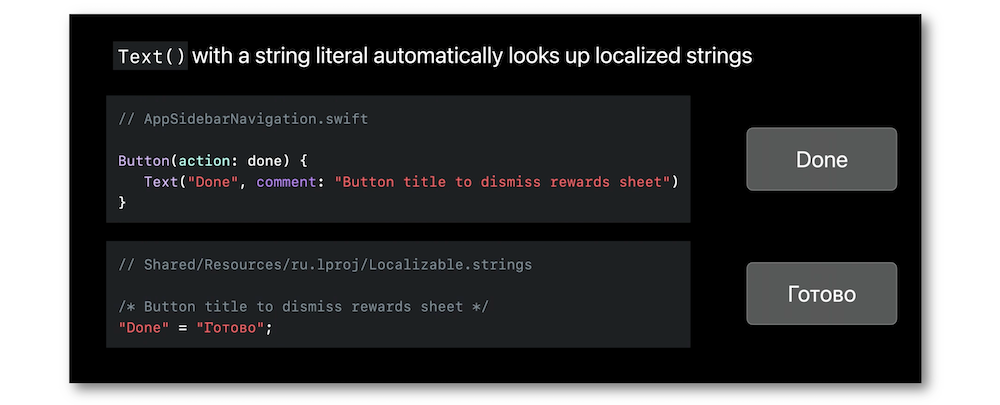 Text() with a string literal automatically looks up localized strings
// AppSidebarNavigation.swift
Button(action: done) {
Text("Done", comment: "Button title to dismiss rewards sheet")
}
Done
// Shared/Resources/ru.lproj/Localizable.strings
/* Button title to dismiss rewards sheet */
"Done" = "Готово";
Готово